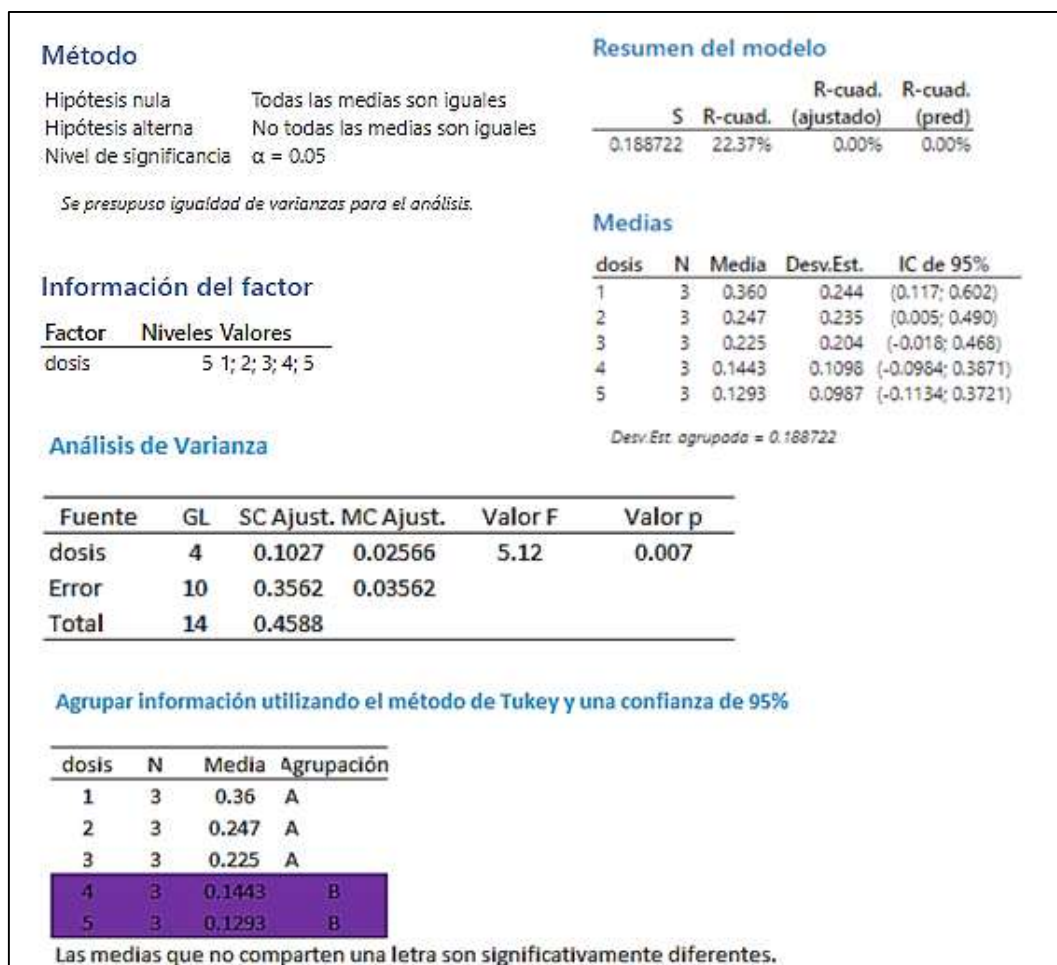 Método
Hipótesis nula Todas las medias son iguales
Hipótesis alterna No todas las medias son iguales
Nivel de significancia α = 0.05
Se presupuso igualdad de varianzas para el análisis.
Información del factor
Factor Niveles Valores
dosis 5 1; 2; 3; 4; 5
Resumen del modelo
R-cuad. R-cuad.
S R-cuad. (ajustado) (pred)
0.188722 22.37% 0.00% 0.00%
Medias
dosis N Media Desv.Est. IC de 95%
1 3 0.360 0.244 (0.117; 0.602)
2 3 0.247 0.235 (0.005; 0.490)
3 3 0.225 0.204 (-0.018; 0.468)
4 3 0.1443 0.1098 (-0.0984; 0.3871)
5 3 0.1293 0.0987 (-0.1134; 0.3721)
Desv.Est. agrupada = 0.188722
Análisis de Varianza
Fuente GL SC Ajust. MC Ajust. Valor F Valor p
dosis 4 0.1027 0.02566 5.12 0.007
Error 10 0.3562 0.03562
Total 14 0.4588
Agrupar información utilizando el método de Tukey y una confianza de 95%
dosis N Media Agrupación
1 3 0.36 A
2 3 0.247 A
3 3 0.225 A
4 3 0.1443 B
5 3 0.1293 B
Las medias que no comparten una letra son significativamente diferentes.